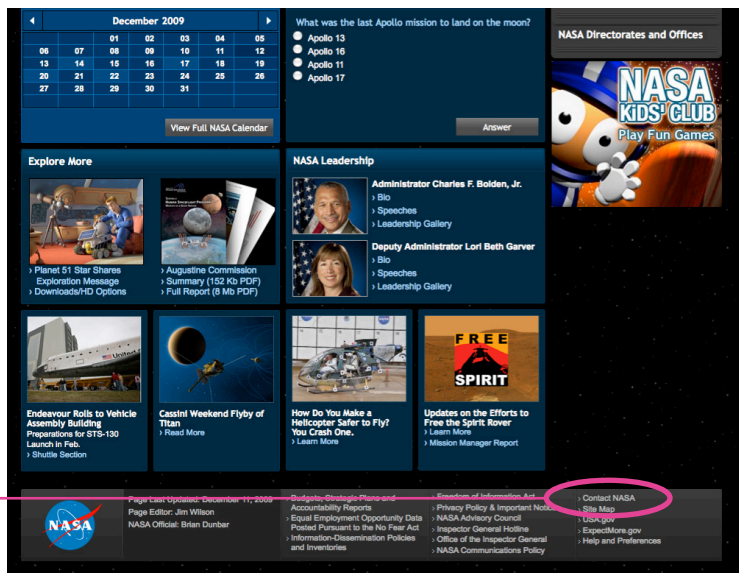 December 2009
01 02 03 04 05
06 07 08 09 10 11 12
13 14 15 16 17 18 19
20 21 22 23 24 25 26
27 28 29 30 31
View Full NASA Calendar
What was the last Apollo mission to land on the moon?
Apollo 13
Apollo 16
Apollo 11
Apollo 17
Answer
NASA Directorates and Offices
NASA
KiDS' CLUB
Play Fun Games
Explore More
› Planet 51 Star Shares
Exploration Message
› Downloads/HD Options
› Augustine Commission
› Summary (152 Kb PDF)
› Full Report (8 Mb PDF)
NASA Leadership
Administrator Charles F. Bolden, Jr.
› Bio
› Speeches
› Leadership Gallery
Deputy Administrator Lori Beth Garver
› Bio
› Speeches
› Leadership Gallery
United
Endeavour Rolls to Vehicle
Assembly Building
Preparations for STS-130
Launch in Feb.
› Shuttle Section
Cassini Weekend Flyby of
Titan
› Read More
How Do You Make a
Helicopter Safer to Fly?
You Crash One.
› Learn More
FREE
SPIRIT
Updates on the Efforts to
Free the Spirit Rover
› Learn More
› Mission Manager Report
NASA
Page Last Updated: December 11, 2009
Page Editor: Jim Wilson
NASA Official: Brian Dunbar
› Budgets, Strategic Plans and
Accountability Reports
› Equal Employment Opportunity Data
Posted Pursuant to the No Fear Act
› Information-Dissemination Policies
and Inventories
› Freedom of Information Act
› Privacy Policy & Important Notices
› NASA Advisory Council
› Inspector General Hotline
› Office of the Inspector General
› NASA Communications Policy
› Contact NASA
› Site Map
› USA.gov
› ExpectMore.gov
› Help and Preferences